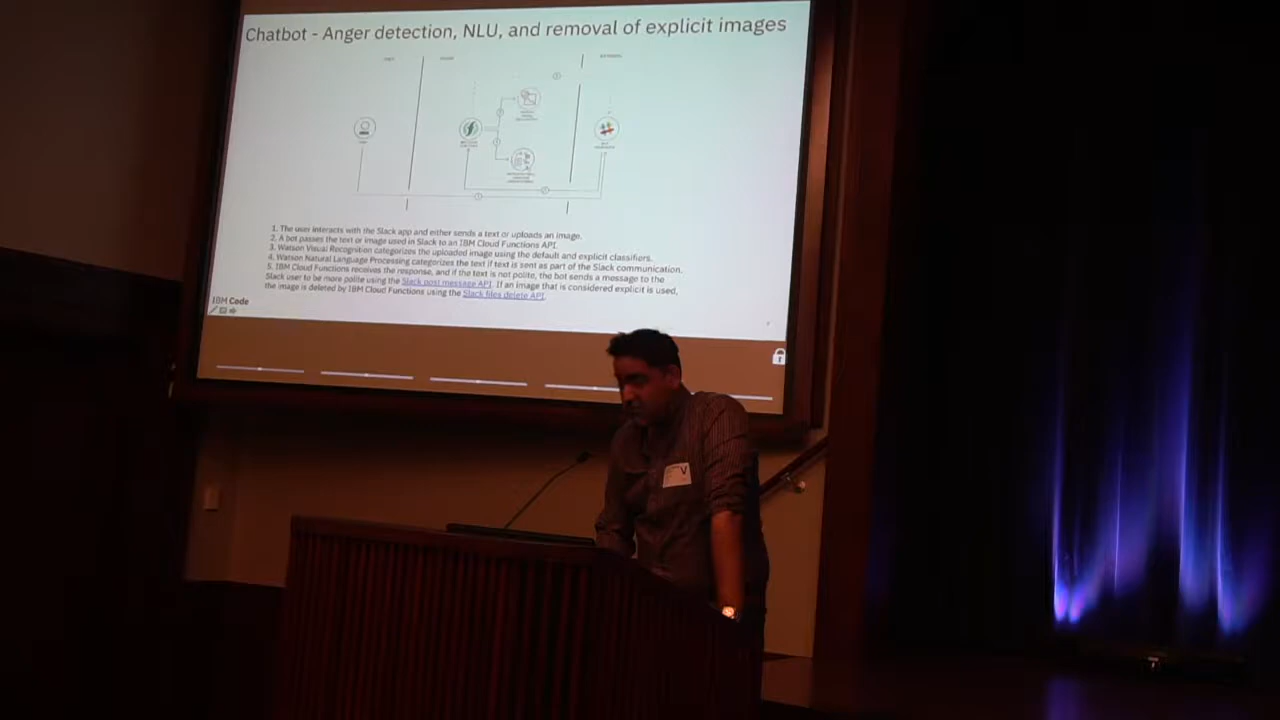 Chatbot - Anger detection, NLU, and removal of explicit images
1. The user interacts with the Slack app and either sends a text or uploads an image.
2. A bot passes the text or image used in Slack to an IBM Cloud Functions API.
3. Watson Visual Recognition categorizes the uploaded image using the default and explicit classifiers.
4. Watson Natural Language Processing categorizes the text if text is sent as part of the Slack communication.
5. IBM Cloud Functions receives the response, and if the text is not polite, the bot sends a message to the
Slack user to be more polite using the Slack post message API. If an image that is considered explicit is used,
the image is deleted by IBM Cloud Functions using the Slack files delete API.
IBM Code
V